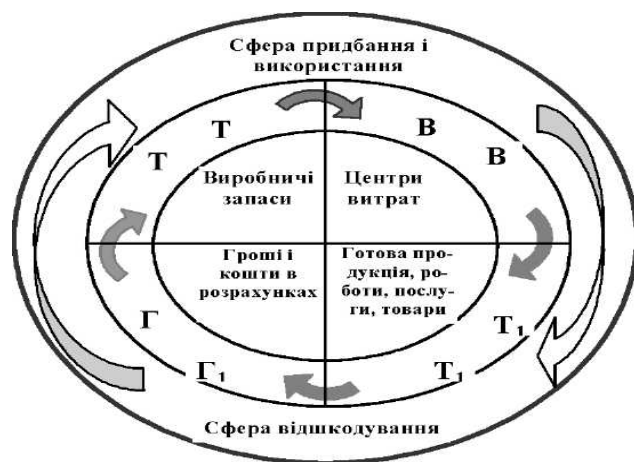 Сфера придбання і
використання
Т
В
Т
В
Виробничі
запаси
Центри
витрат
Гроші і
кошти в
розрахунках
Готова про-
дукція, ро-
боти, послу-
ги, товари
Г
Т₁
Г₁
Т₁
Сфера відшкодування